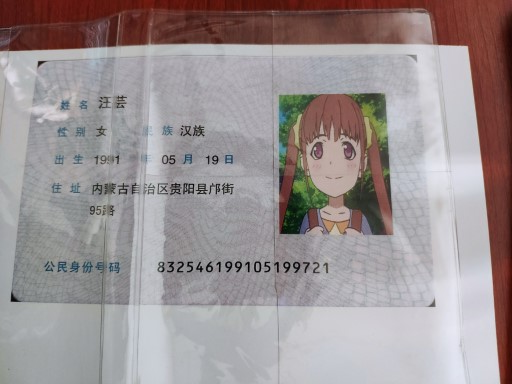 姓名 汪芸
性别 女 民族 汉族
出生 1991 年 05 月 19 日
住址 内蒙古自治区贵阳县邝街
95路
公民身份号码 832546199105199721